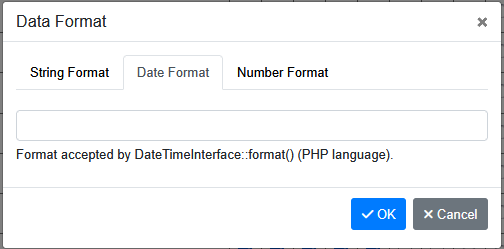 Data Format
String Format
Date Format
Number Format
Format accepted by DateTimeInterface::format() (PHP language).
OK
Cancel